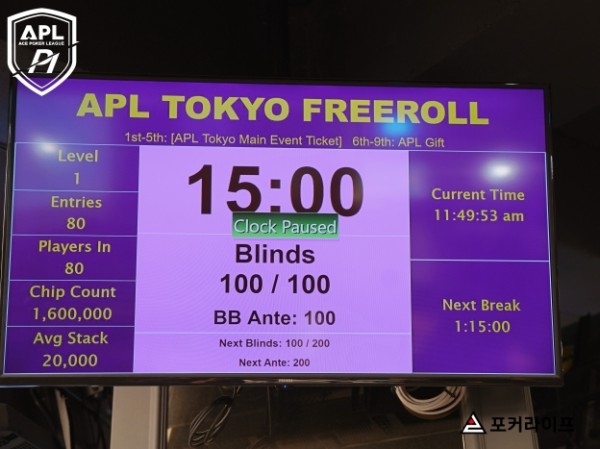 APL
ACE POKER LEAGUE
APL TOKYO FREEROLL
1st-5th: [APL Tokyo Main Event Ticket] 6th-9th: APL Gift
Level
1
Entries
80
Players In
80
Chip Count
1,600,000
Avg Stack
20,000
15:00
Clock Paused
Blinds
100 / 100
BB Ante: 100
Next Blinds: 100 / 200
Next Ante: 200
Current Time
11:49:53 am
Next Break
1:15:00
포커라이프